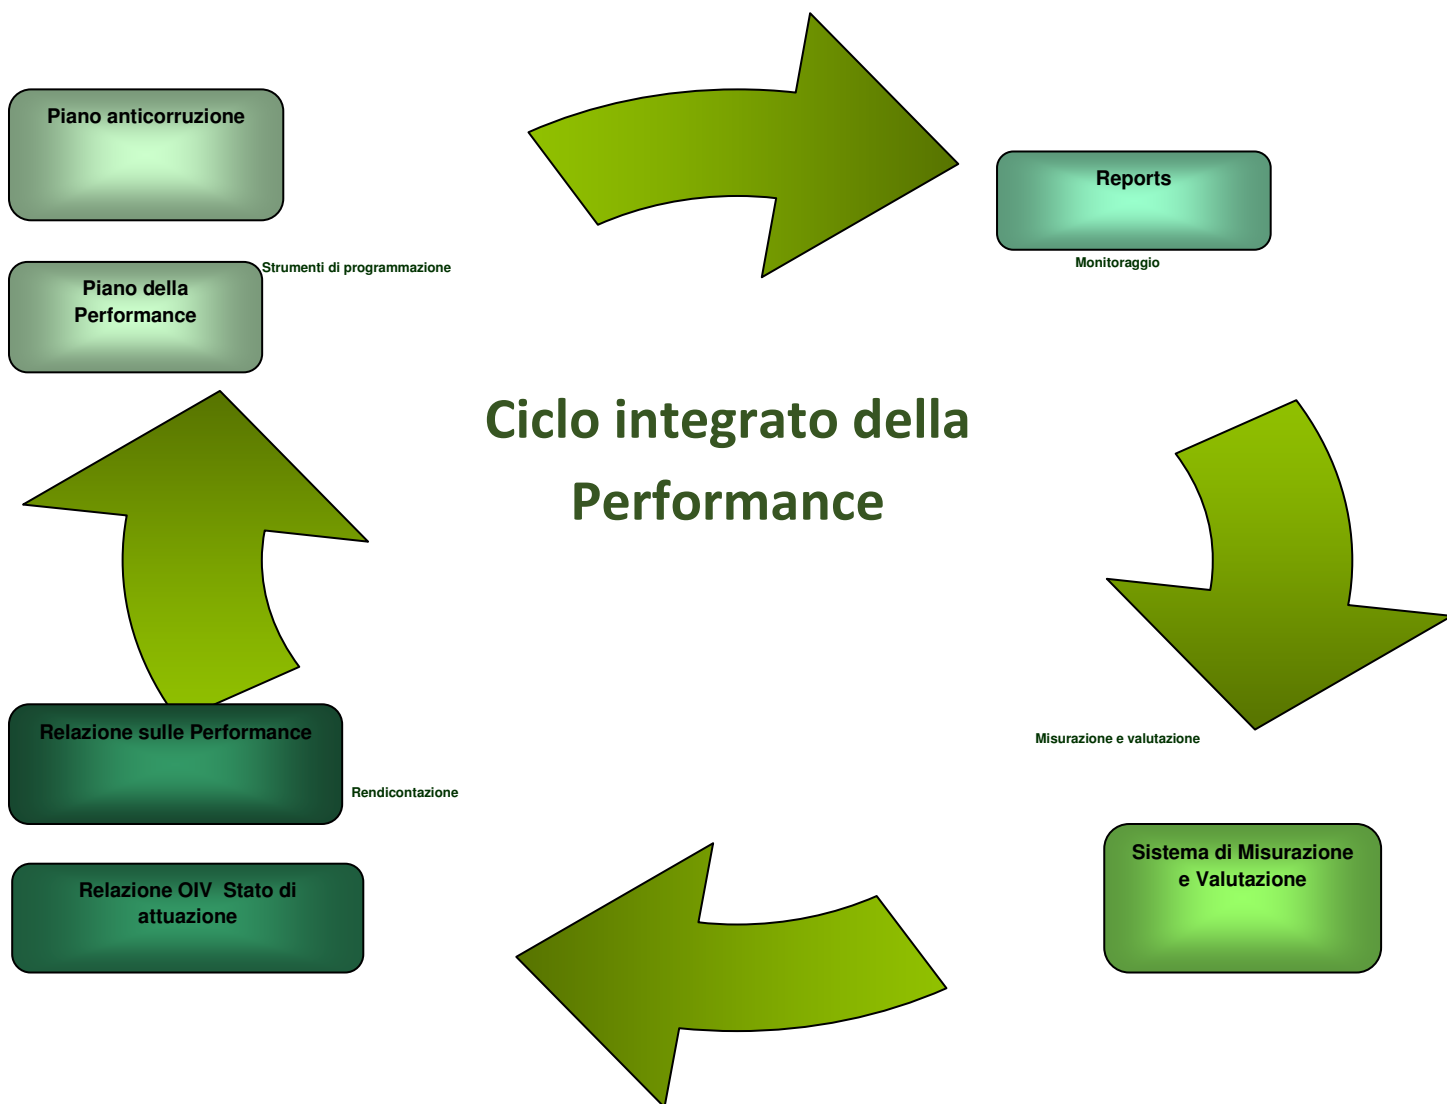 Piano anticorruzione
Strumenti di programmazione
Piano della
Performance
Reports
Monitoraggio
Ciclo integrato della
Performance
Misurazione e valutazione
Sistema di Misurazione
e Valutazione
Relazione sulle Performance
Rendicontazione
Relazione OIV  Stato di
attuazione